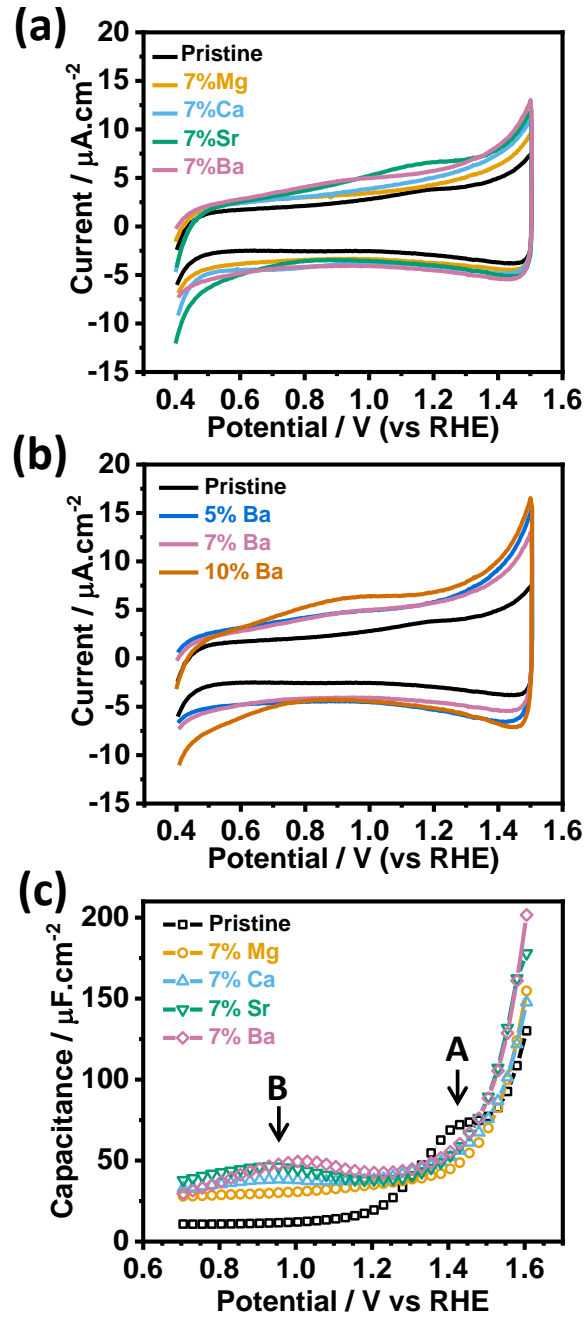 (a)
20
15
10
5
0
-5
-10
-15
Current / μA.cm-2
Pristine
7%Mg
7%Ca
7%Sr
7%Ba
0.4 0.6 0.8 1.0 1.2 1.4 1.6
Potential / V (vs RHE)
(b)
20
15
10
5
0
-5
-10
-15
Current / μA.cm-2
Pristine
5% Ba
7% Ba
10% Ba
0.4 0.6 0.8 1.0 1.2 1.4 1.6
Potential / V (vs RHE)
(c)
200
150
100
50
0
Capacitance / μF.cm-2
Pristine
7% Mg
7% Ca
7% Sr
7% Ba
A
B
0.6 0.8 1.0 1.2 1.4 1.6
Potential / V vs RHE